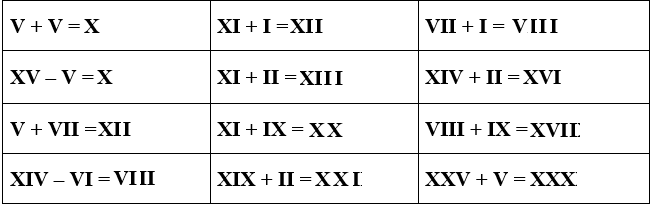 V + V = X
XI + I =XII
VII + I = VIII
XV – V = X
XI + II =XIII
XIV + II =XVI
V + VII =XII
XI + IX = XX
VIII + IX =XVII
XIV – VI = VIII
XIX + II = XXI
XXV + V = XXX